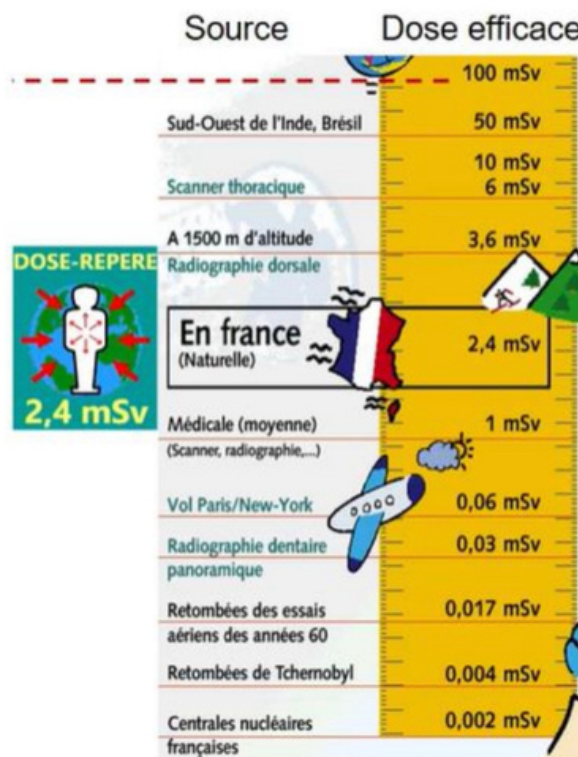 Source Dose efficace
100 mSv
Sud-Ouest de l'Inde, Brésil 50 mSv
10 mSv
Scanner thoracique 6 mSv
A 1500 m d'altitude 3,6 mSv
DOSE-REPERE
Radiographie dorsale
En france
(Naturelle)
2,4 mSv
2,4 mSv
Médicale (moyenne) 1 mSv
(Scanner, radiographie,...)
Vol Paris/New-York 0,06 mSv
Radiographie dentaire 0,03 mSv
panoramique
Retombées des essais 0,017 mSv
aériens des années 60
Retombées de Tchernobyl 0,004 mSv
Centrales nucléaires 0,002 mSv
françaises